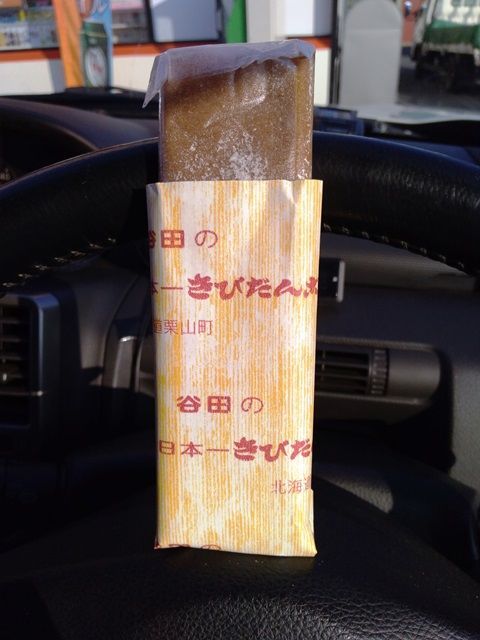 谷田の
本一きびだん
道栗山町
谷田の
日本一きびだ
北海道